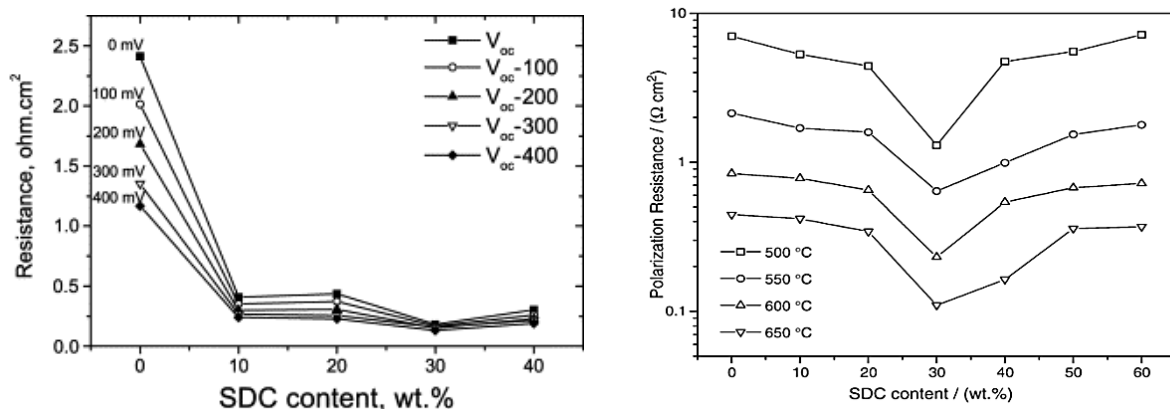 Resistance, ohm.cm²
2.5
2.0
1.5
1.0
0.5
0.0
0 mV
100 mV
200 mV
300 mV
400 mV
V_oc
V_oc-100
V_oc-200
V_oc-300
V_oc-400
0 10 20 30 40
SDC content, wt.%
Polarization Resistance / (Ω cm²)
10
1
0.1
500 °C
550 °C
600 °C
650 °C
0 10 20 30 40 50 60
SDC content / (wt.%)